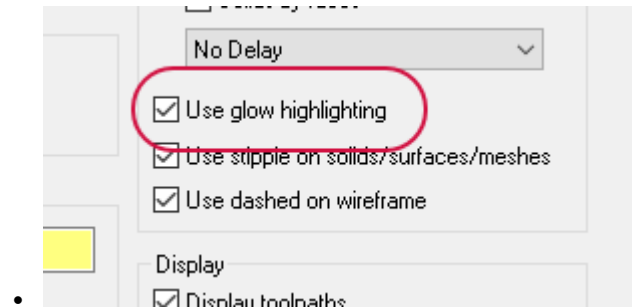 No Delay
Use glow highlighting
Use stipple on solids/surfaces/meshes
Use dashed on wireframe
Display
Display toolpaths